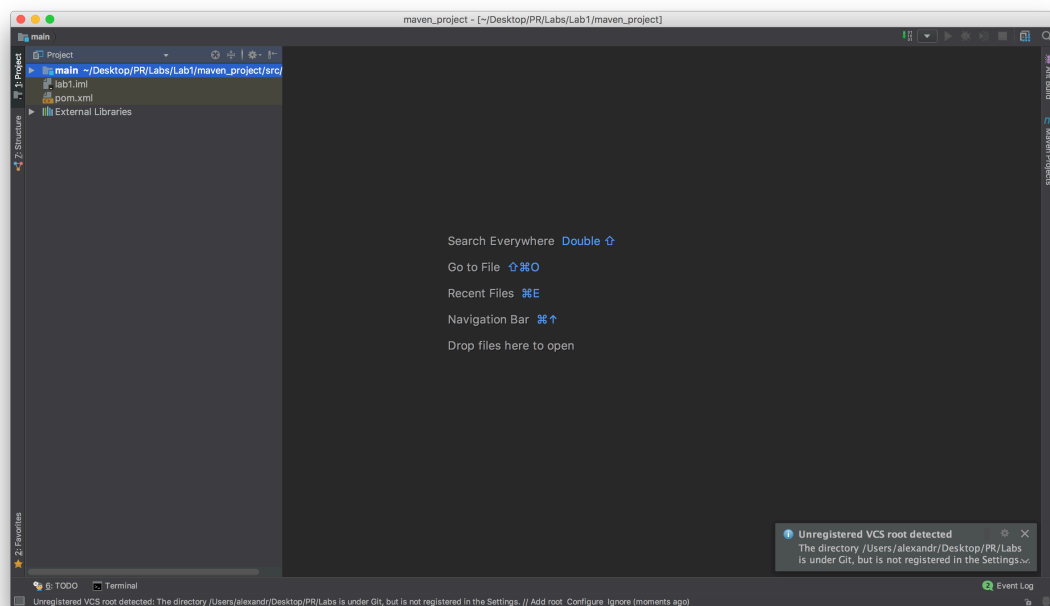 maven_project - [~/Desktop/PR/Labs/Lab1/maven_project]
main
Project
1: Project
main ~/Desktop/PR/Labs/Lab1/maven_project/src/
lab1.iml
pom.xml
External Libraries
7: Structure
Ant Build
Maven Projects
Search Everywhere Double ⇧
Go to File ⇧⌘O
Recent Files ⌘E
Navigation Bar ⌘↑
Drop files here to open
2: Favorites
Unregistered VCS root detected
The directory /Users/alexandr/Desktop/PR/Labs
is under Git, but is not registered in the Settings.
6: TODO
Terminal
2 Event Log
Unregistered VCS root detected: The directory /Users/alexandr/Desktop/PR/Labs is under Git, but is not registered in the Settings. // Add root Configure Ignore (moments ago)